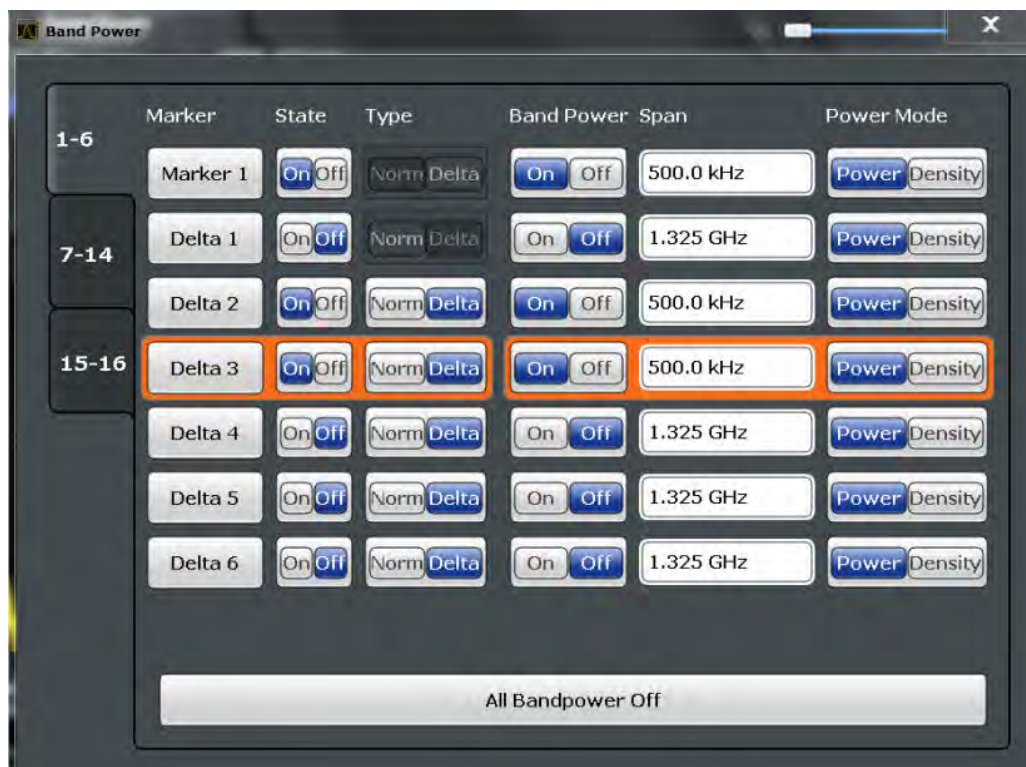 Band Power X
1-6
7-14
15-16
Marker State Type Band Power Span Power Mode
Marker 1 On Off Norm Delta On Off 500.0 kHz Power Density
Delta 1 On Off Norm Delta On Off 1.325 GHz Power Density
Delta 2 On Off Norm Delta On Off 500.0 kHz Power Density
Delta 3 On Off Norm Delta On Off 500.0 kHz Power Density
Delta 4 On Off Norm Delta On Off 1.325 GHz Power Density
Delta 5 On Off Norm Delta On Off 1.325 GHz Power Density
Delta 6 On Off Norm Delta On Off 1.325 GHz Power Density
All Bandpower Off